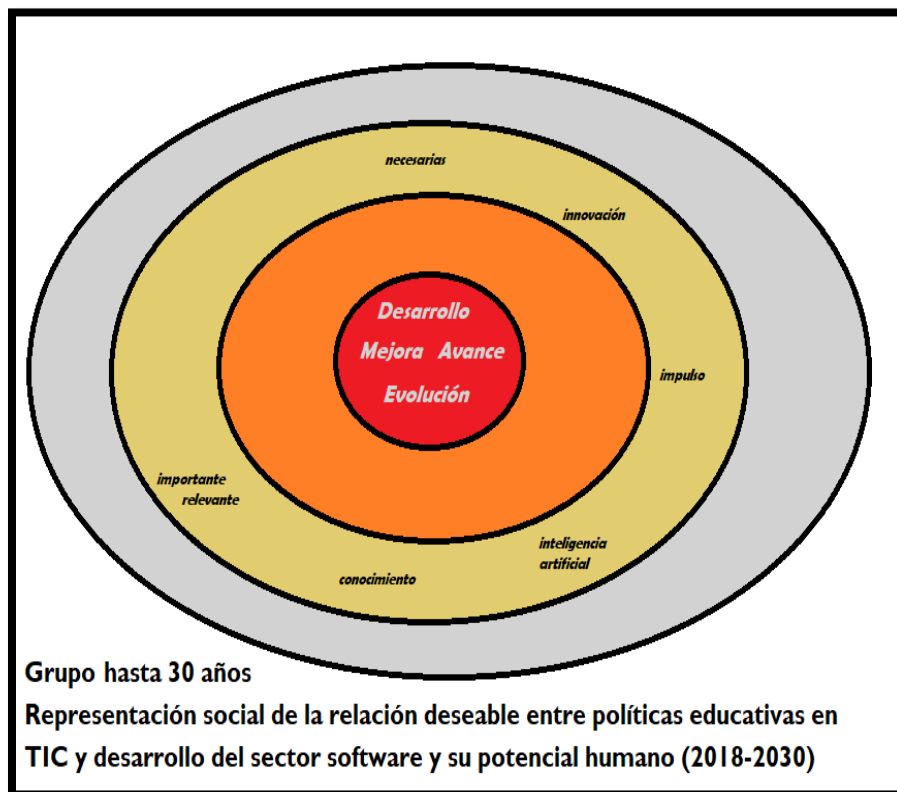 necesarias
innovación
Desarrollo
Mejora Avance
Evolución
impulso
importante
relevante
inteligencia
artificial
conocimiento
Grupo hasta 30 años
Representación social de la relación deseable entre políticas educativas en
TIC y desarrollo del sector software y su potencial humano (2018-2030)